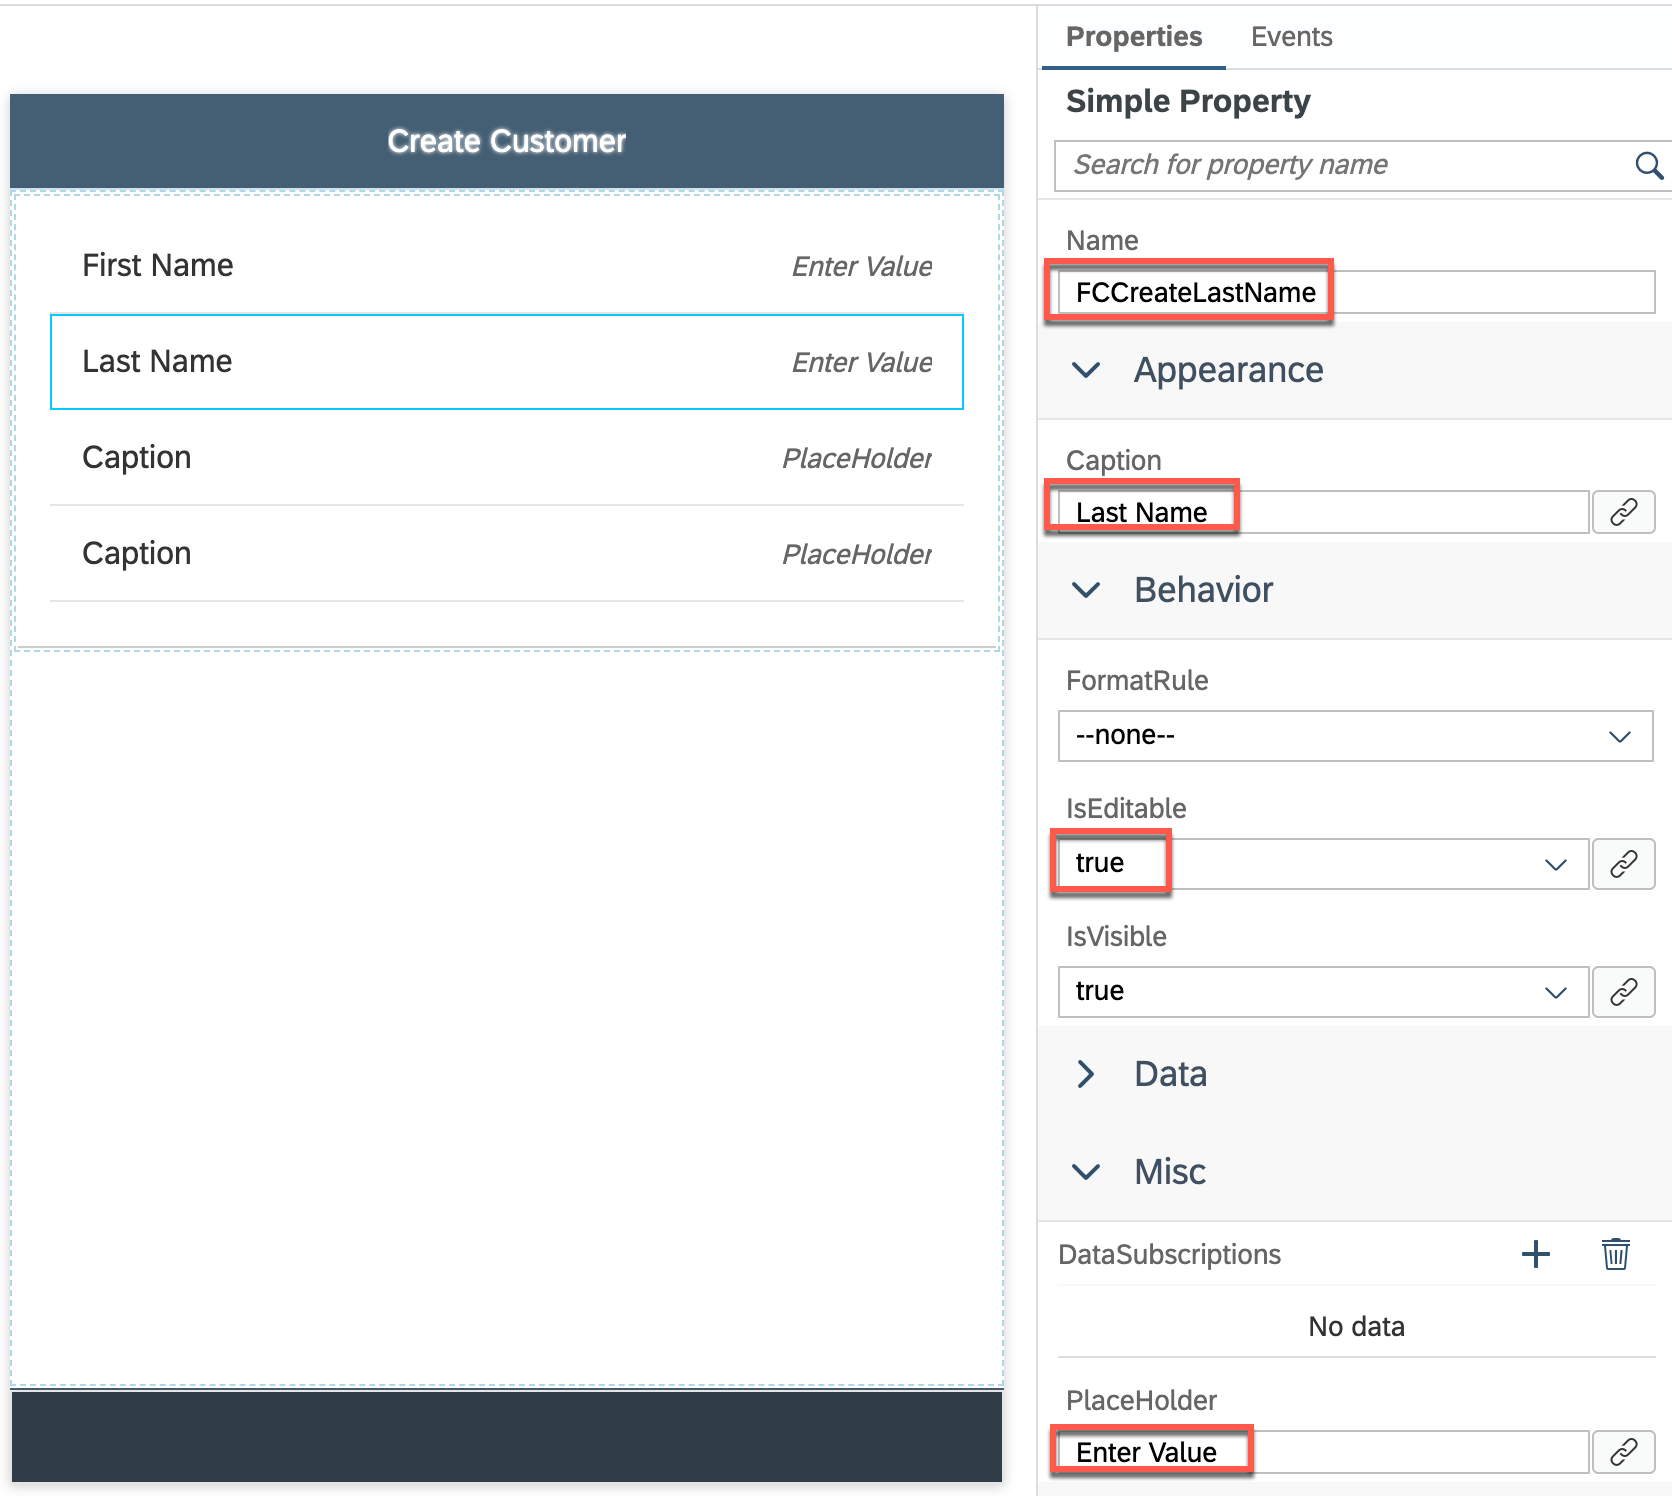 Create Customer
First Name Enter Value
Last Name Enter Value
Caption PlaceHolder
Caption PlaceHolder
Properties Events
Simple Property
Search for property name
Name
FCCreateLastName
Appearance
Caption
Last Name
Behavior
FormatRule
--none--
IsEditable
true
IsVisible
true
Data
Misc
DataSubscriptions
No data
PlaceHolder
Enter Value